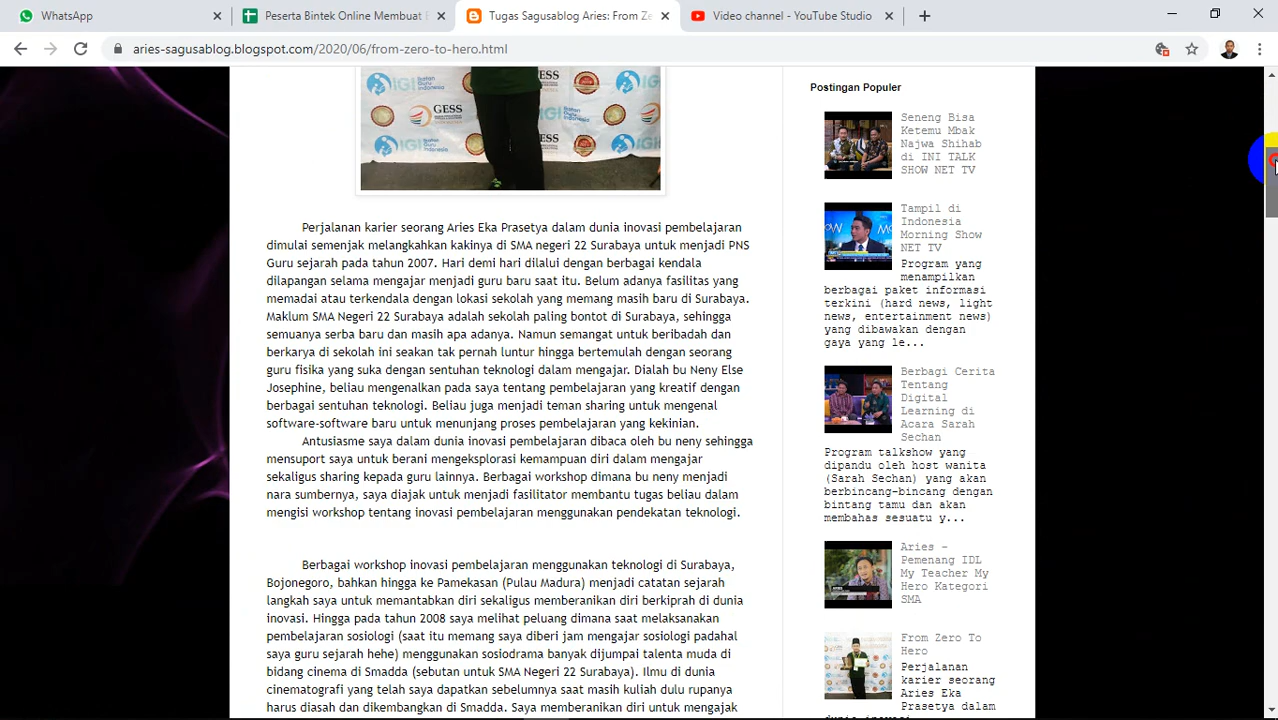 WhatsApp
Peserta Bintek Online Membuat E
Tugas Sagusablog Aries: From Ze
Video channel - YouTube Studio
aries-sagusablog.blogspot.com/2020/06/from-zero-to-hero.html
IGI
Ikatan Guru Indonesia
GESS
ESS
Perjalanan karier seorang Aries Eka Prasetya dalam dunia inovasi pembelajaran
dimulai semenjak melangkahkan kakinya di SMA negeri 22 Surabaya untuk menjadi PNS
Guru sejarah pada tahun 2007. Hari demi hari dilalui dengan berbagai kendala
dilapangan selama mengajar menjadi guru baru saat itu. Belum adanya fasilitas yang
memadai atau terkendala dengan lokasi sekolah yang memang masih baru di Surabaya.
Maklum SMA Negeri 22 Surabaya adalah sekolah paling bontot di Surabaya, sehingga
semuanya serba baru dan masih apa adanya. Namun semangat untuk beribadah dan
berkarya di sekolah ini seakan tak pernah luntur hingga bertemulah dengan seorang
guru fisika yang suka dengan sentuhan teknologi dalam mengajar. Dialah bu Neny Else
Josephine, beliau mengenalkan pada saya tentang pembelajaran yang kreatif dengan
berbagai sentuhan teknologi. Beliau juga menjadi teman sharing untuk mengenal
software-software baru untuk menunjang proses pembelajaran yang kekinian.
Antusiasme saya dalam dunia inovasi pembelajaran dibaca oleh bu neny sehingga
mensuport saya untuk berani mengeksplorasi kemampuan diri dalam mengajar
sekaligus sharing kepada guru lainnya. Berbagai workshop dimana bu neny menjadi
nara sumbernya, saya diajak untuk menjadi fasilitator membantu tugas beliau dalam
mengisi workshop tentang inovasi pembelajaran menggunakan pendekatan teknologi.
Berbagai workshop inovasi pembelajaran menggunakan teknologi di Surabaya,
Bojonegoro, bahkan hingga ke Pamekasan (Pulau Madura) menjadi catatan sejarah
langkah saya untuk memantabkan diri sekaligus memberanikan diri berkiprah di dunia
inovasi. Hingga pada tahun 2008 saya melihat peluang dimana saat melaksanakan
pembelajaran sosiologi (saat itu memang saya diberi jam mengajar sosiologi padahal
saya guru sejarah hehe) menggunakan sosiodrama banyak dijumpai talenta muda di
bidang cinema di Smadda (sebutan untuk SMA Negeri 22 Surabaya). Ilmu di dunia
cinematografi yang telah saya dapatkan sebelumnya saat masih kuliah dulu rupanya
harus diasah dan dikembangkan di Smadda. Saya memberanikan diri untuk mengajak
Postingan Populer
Seneng Bisa
Ketemu Mbak
Najwa Shihab
di INI TALK
SHOW NET TV
Tampil di
Indonesia
Morning Show
NET TV
Program yang
menampilkan
berbagai paket informasi
terkini (hard news, light
news, entertainment news)
yang dibawakan dengan
gaya yang le...
Berbagi Cerita
Tentang
Digital
Learning di
Acara Sarah
Sechan
Program talkshow yang
dipandu oleh host wanita
(Sarah Sechan) yang akan
berbincang-bincang dengan
bintang tamu dan akan
membahas sesuatu y...
Aries -
Pemenang IDL
My Teacher My
Hero Kategori
SMA
From Zero To
Hero
Perjalanan
karier seorang
Aries Eka
Prasetya dalam